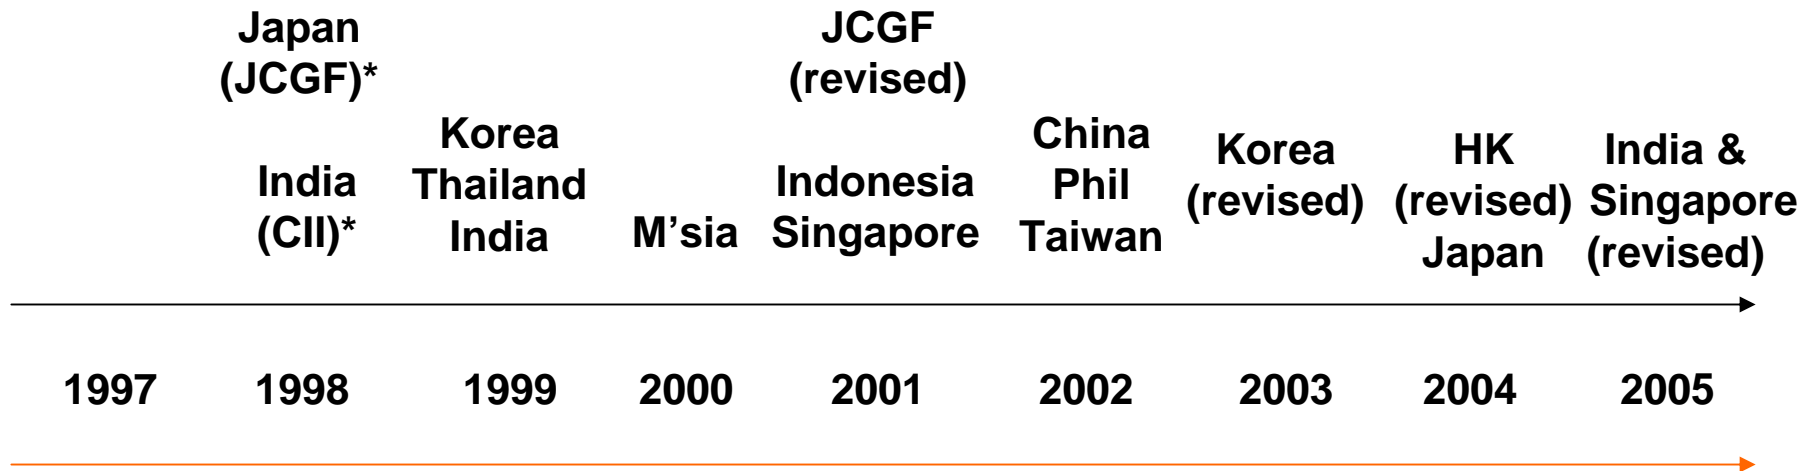 Japan
(JCGF)*
India
(CII)*
Korea
Thailand
India
M'sia
JCGF
(revised)
Indonesia
Singapore
China
Phil
Taiwan
Korea
(revised)
HK
(revised)
Japan
India &
Singapore
(revised)
1997 1998 1999 2000 2001 2002 2003 2004 2005